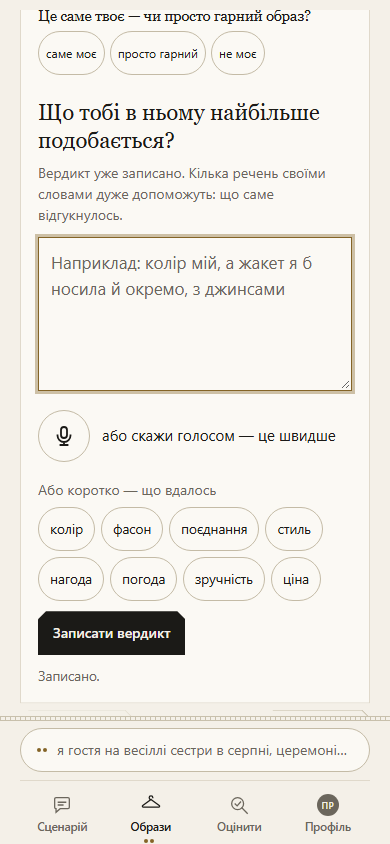 Це саме твоє — чи просто гарний образ?
саме моє
просто гарний
не моє
Що тобі в ньому найбільше
подобається?
Вердикт уже записано. Кілька речень своїми
словами дуже допоможуть: що саме
відгукнулось.
Наприклад: колір мій, а жакет я б
носила й окремо, з джинсами
або скажи голосом — це швидше
Або коротко — що вдалось
колір
фасон
поєднання
стиль
нагода
погода
зручність
ціна
Записати вердикт
Записано.
я гостя на весіллі сестри в серпні, церемоні...
Сценарій
Образи
Оцінити
ПР
Профіль